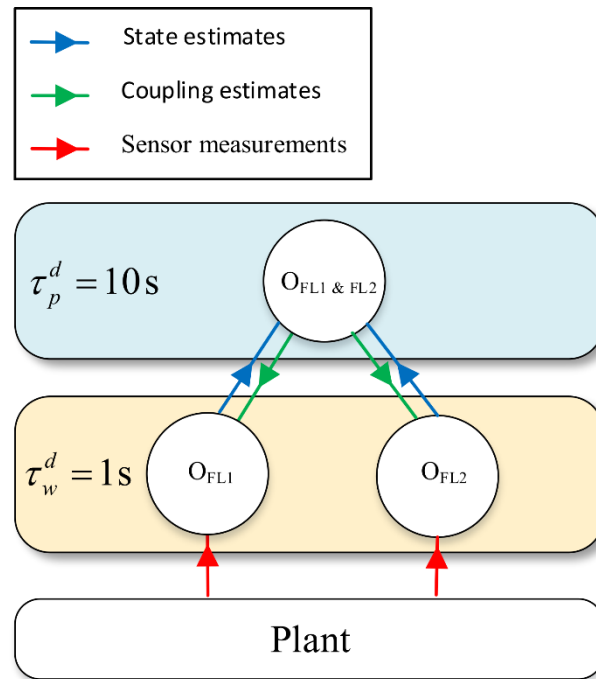 State estimates
Coupling estimates
Sensor measurements
τ_p^d = 10 s
O_FL1 & FL2
τ_w^d = 1 s
O_FL1
O_FL2
Plant